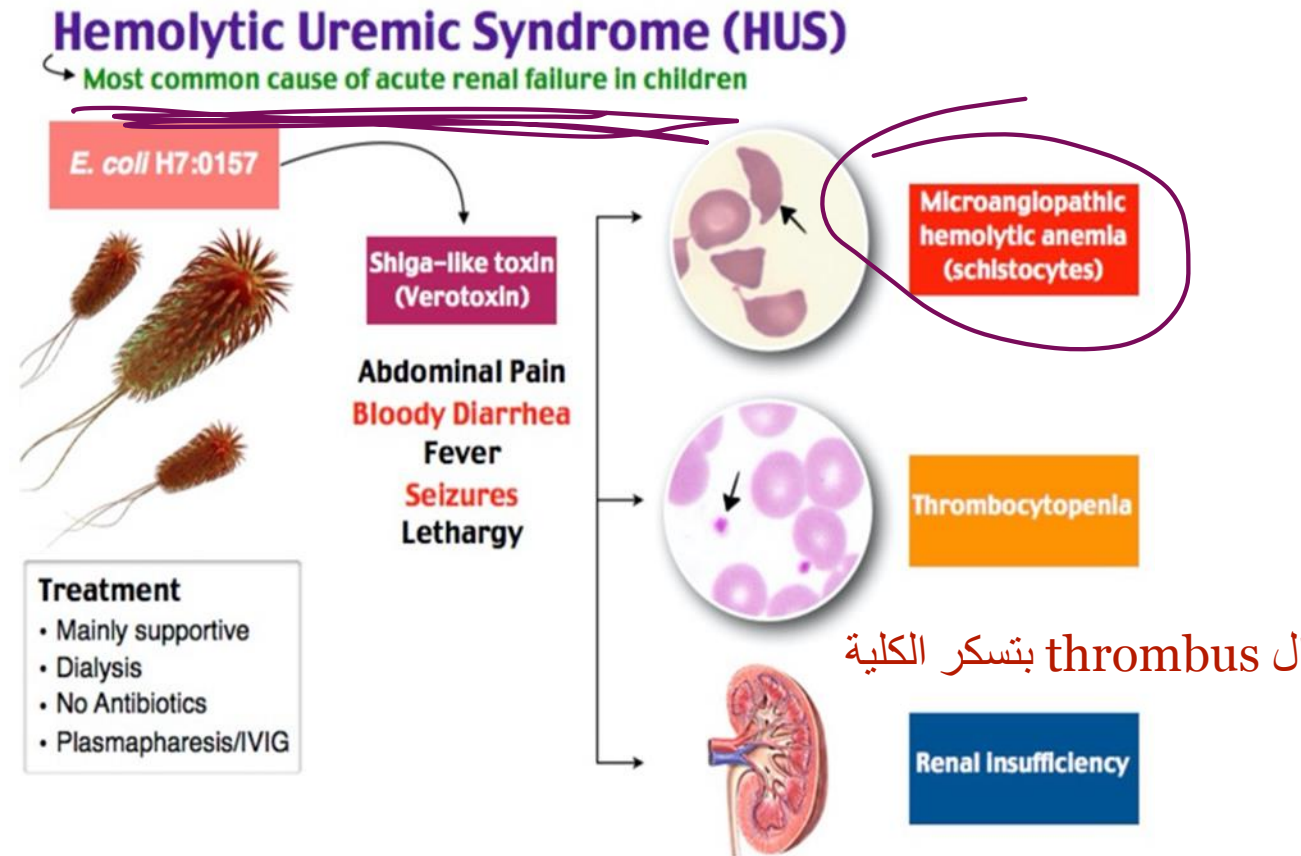 Hemolytic Uremic Syndrome (HUS)
Most common cause of acute renal failure in children
E. coli H7:0157
Shiga-like toxin
(Verotoxin)
Abdominal Pain
Bloody Diarrhea
Fever
Seizures
Lethargy
Treatment
• Mainly supportive
• Dialysis
• No Antibiotics
• Plasmapharesis/IVIG
Microangiopathic
hemolytic anemia
(schistocytes)
Thrombocytopenia
ل thrombus بتسكر الكلية
Renal insufficiency